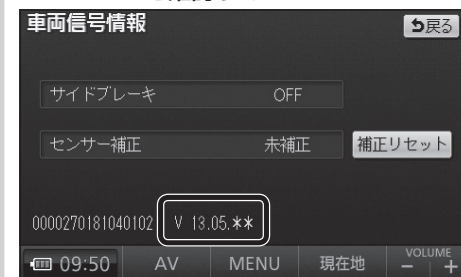 車両信号情報 戻る
サイドブレーキ OFF
センサー補正 未補正 補正リセット
0000270181040102 V 13.05.**
09:50 AV MENU 現在地 VOLUME
- +